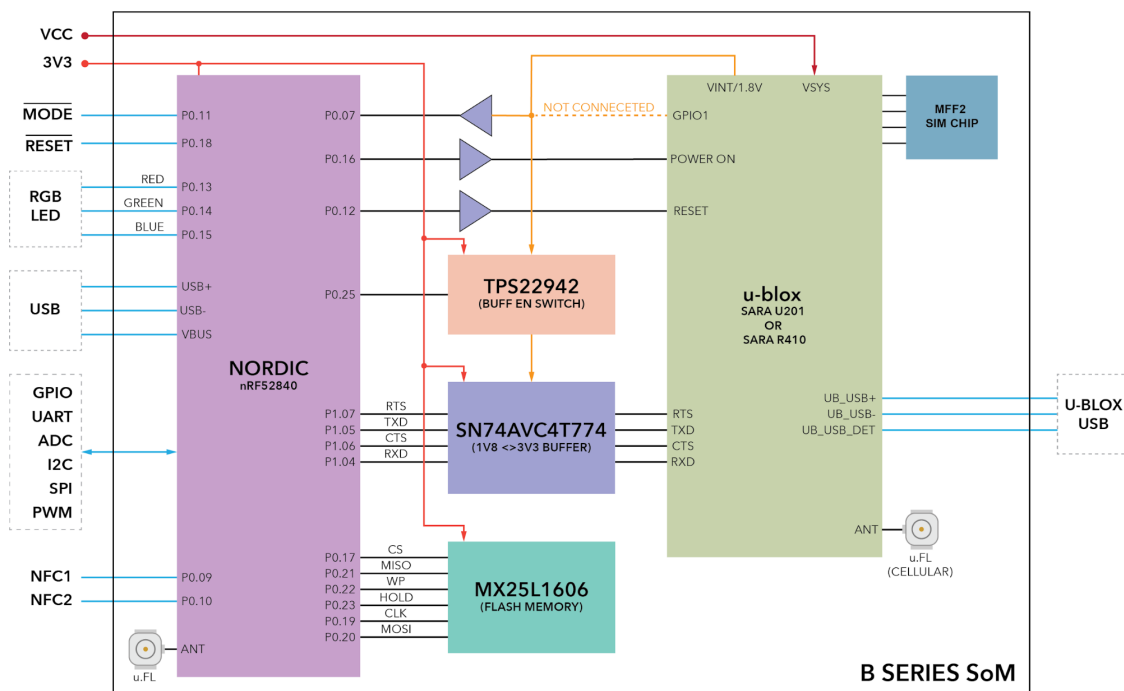 VCC
3V3
MODE
RESET
RGB
LED
RED
GREEN
BLUE
USB
GPIO
UART
ADC
I2C
SPI
PWM
NFC1
NFC2
u.FL
P0.11
P0.18
P0.13
P0.14
P0.15
USB+
USB-
VBUS
P0.09
P0.10
ANT
NORDIC
nRF52840
P0.07
P0.16
P0.12
P0.25
P1.07
P1.05
P1.06
P1.04
P0.17
P0.21
P0.22
P0.23
P0.19
P0.20
RTS
TXD
CTS
RXD
CS
MISO
WP
HOLD
CLK
MOSI
NOT CONNECETED
TPS22942
(BUFF EN SWITCH)
SN74AVC4T774
(1V8 <>3V3 BUFFER)
MX25L1606
(FLASH MEMORY)
VINT/1.8V
VSYS
GPIO1
POWER ON
RESET
u-blox
SARA U201
OR
SARA R410
RTS
TXD
CTS
RXD
UB_USB+
UB_USB-
UB_USB_DET
ANT
MFF2
SIM CHIP
U-BLOX
USB
u.FL
(CELLULAR)
B SERIES SoM